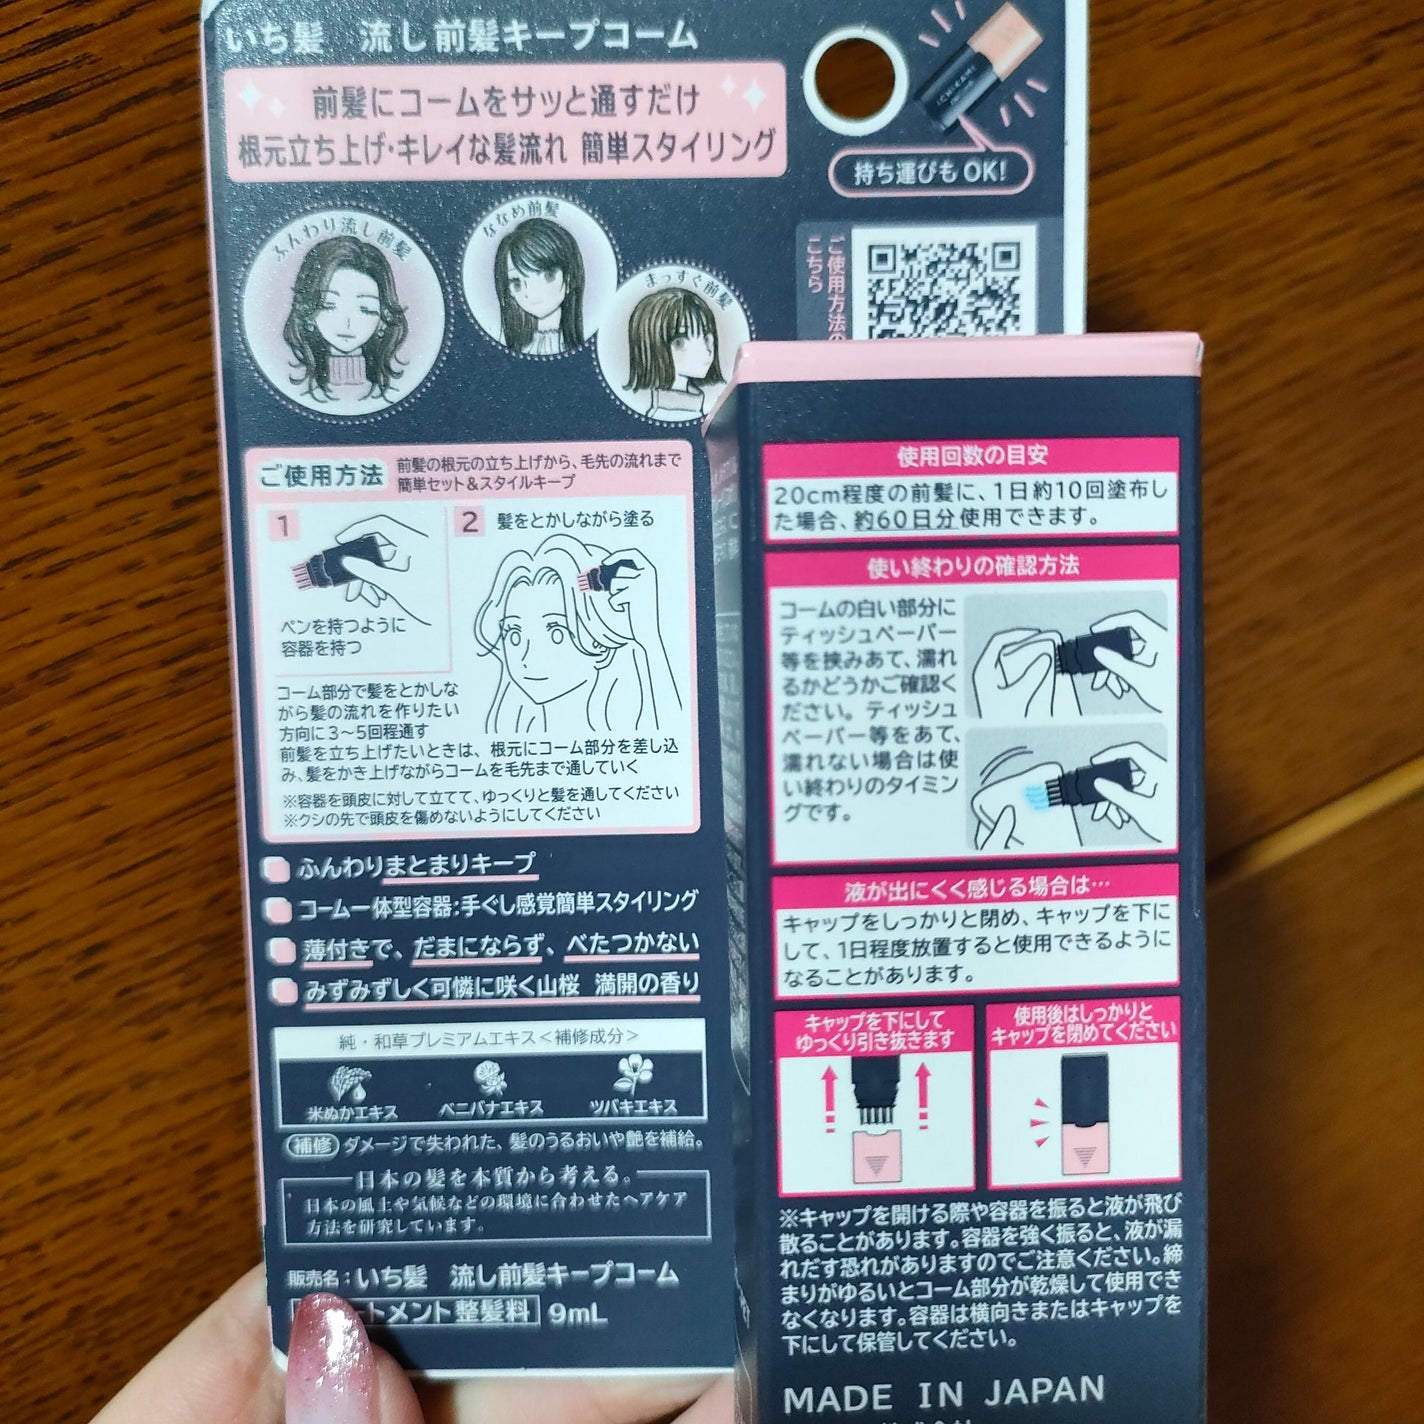 いち髪 流し前髪キープコーム
前髪にコームをサッと通すだけ
根元立ち上げ・キレイな髪流れ 簡単スタイリング
持ち運びも OK!
ふんわり流し前髪
ななめ前髪
まっすぐ前髪
ご使用方法の
こちら
ご使用方法
前髪の根元の立ち上げから、毛先の流れまで
簡単セット＆スタイルキープ
1
ペンを持つように
容器を持つ
2 髪をとかしながら塗る
コーム部分で髪をとかしな
がら髪の流れを作りたい
方向に3〜5回程通す
前髪を立ち上げたいときは、根元にコーム部分を差し込
み、髪をかき上げながらコームを毛先まで通していく
※容器を頭皮に対して立てて、ゆっくりと髪を通してください
※クシの先で頭皮を傷めないようにしてください
ふんわりまとまりキープ
コーム一体型容器:手ぐし感覚簡単スタイリング
薄付きで、だまにならず、べたつかない
みずみずしく可憐に咲く山桜 満開の香り
純・和草プレミアムエキス＜補修成分＞
米ぬかエキス
ベニバナエキス
ツバキエキス
補修 ダメージで失われた、髪のうるおいや艶を補給。
日本の髪を本質から考える。
日本の風土や気候などの環境に合わせたヘアケア
方法を研究しています。
販売名：いち髪 流し前髪キープコーム
トメント整髪料 9mL
使用回数の目安
20cm程度の前髪に、1日約10回塗布し
た場合、約60日分使用できます。
使い終わりの確認方法
コームの白い部分に
ティッシュペーパー
等を挟みあて、濡れ
るかどうかご確認く
ださい。ティッシュ
ペーパー等をあて、
濡れない場合は使
い終わりのタイミン
グです。
液が出にくく感じる場合は…
キャップをしっかりと閉め、キャップを下に
して、1日程度放置すると使用できるように
なることがあります。
キャップを下にして
ゆっくり引き抜きます
使用後はしっかりと
キャップを閉めてください
※キャップを開ける際や容器を振ると液が飛び
散ることがあります。容器を強く振ると、液が漏
れだす恐れがありますのでご注意ください。締
まりがゆるいとコーム部分が乾燥して使用でき
なくなります。容器は横向きまたはキャップを
下にして保管してください。
MADE IN JAPAN